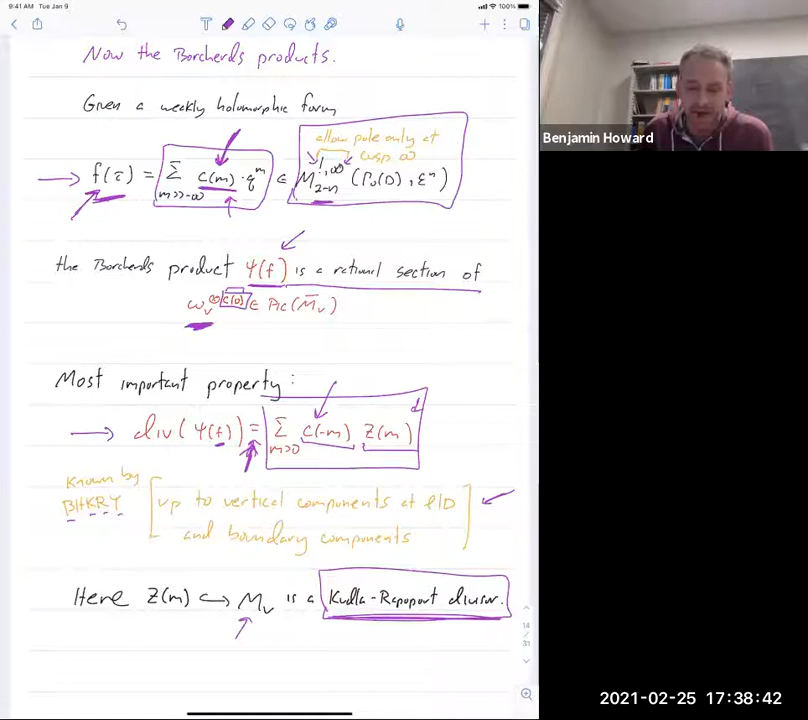 9:41 AM Tue Jan 9
100%
Now the Borcherds products.
Given a weakly holomorphic form
allow pole only at
cusp ∞
f(τ) = Σ c(m)·q^m ∈ M^{!,∞}_{2-n} (Γ₀(D), ε^n)
m>>-∞
the Borcherds product Ψ(f) is a rational section of
ω_V^{⊗c(0)} ∈ Pic(M̄_V)
Most important property:
div(Ψ(f)) = Σ c(-m) Z(m)
m>0
Known by
BHKRY
up to vertical components at p|D
and boundary components
Here Z(m) ↪ M_V is a Kudla-Rapoport divisor.
14
/
31
Benjamin Howard
2021-02-25 17:38:42